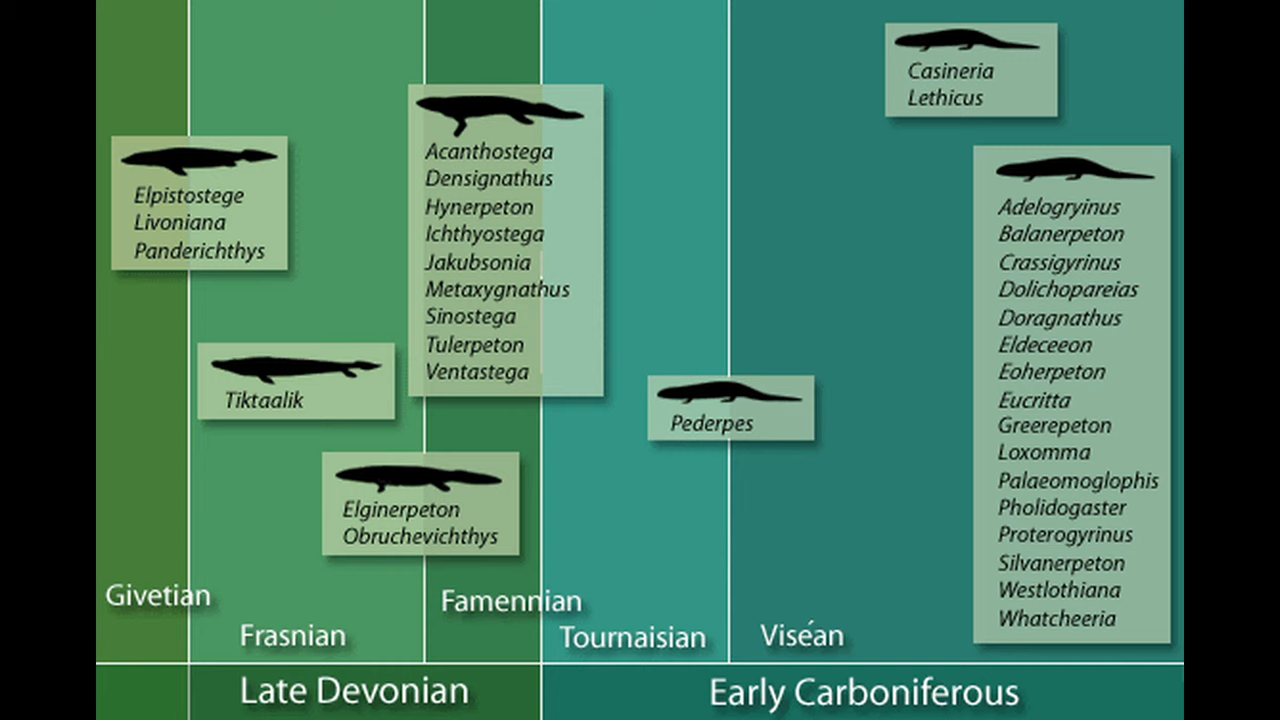 Casineria
Lethicus
Elpistostege
Livoniana
Panderichthys
Acanthostega
Densignathus
Hynerpeton
Ichthyostega
Jakubsonia
Metaxygnathus
Sinostega
Tulerpeton
Ventastega
Adelogryinus
Balanerpeton
Crassigyrinus
Dolichopareias
Doragnathus
Eldeceeon
Eoherpeton
Eucritta
Greerepeton
Loxomma
Palaeomoglophis
Pholidogaster
Proterogyrinus
Silvanerpeton
Westlothiana
Whatcheeria
Tiktaalik
Pederpes
Elginerpeton
Obruchevichthys
Givetian
Frasnian
Famennian
Tournaisian
Viséan
Late Devonian
Early Carboniferous